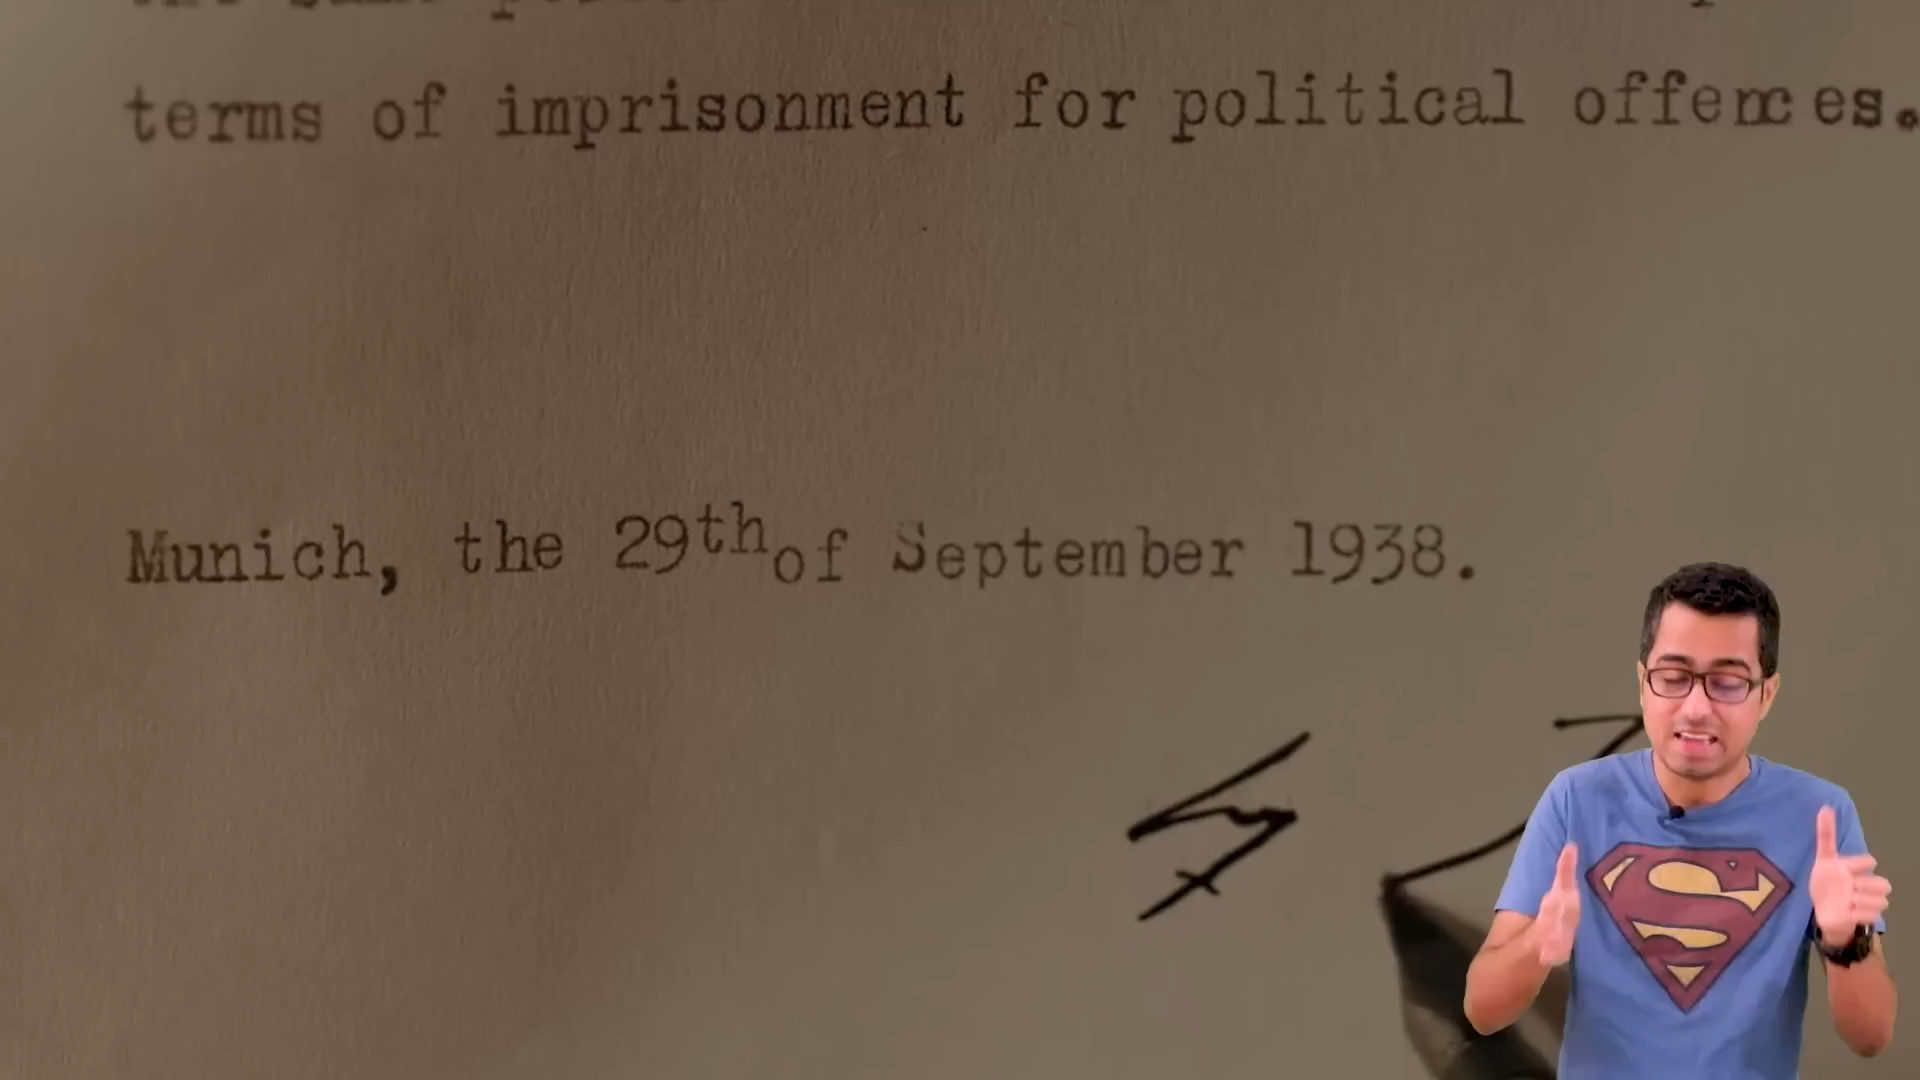 terms of imprisonment for political offences.
Munich, the 29th of September 1938.